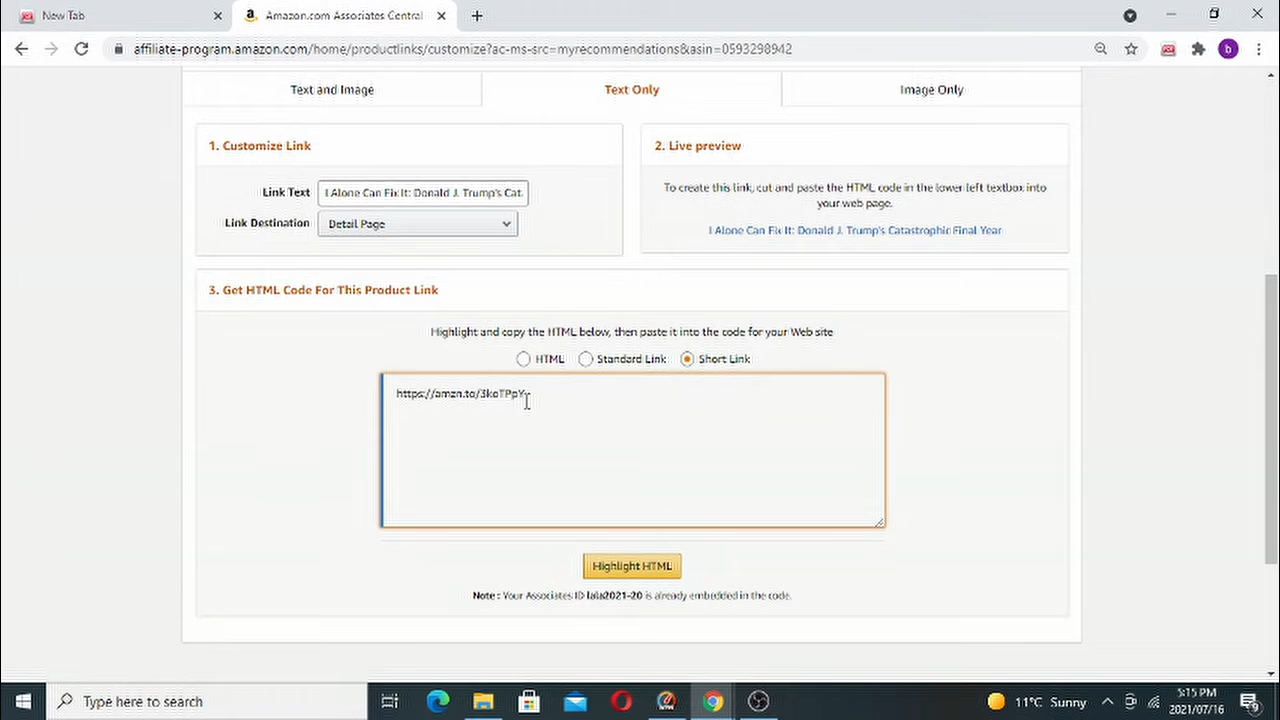 New Tab
Amazon.com Associates Central
affiliate-program.amazon.com/home/productlinks/customize?ac-ms-src=myrecommendations&asin=0593298942
b
Text and Image
Text Only
Image Only
1. Customize Link
Link Text
I Alone Can Fix It: Donald J. Trump's Cat
Link Destination
Detail Page
2. Live preview
To create this link, cut and paste the HTML code in the lower left textbox into
your web page.
I Alone Can Fix It: Donald J. Trump's Catastrophic Final Year
3. Get HTML Code For This Product Link
Highlight and copy the HTML below, then paste it into the code for your Web site
HTML
Standard Link
Short Link
https://amzn.to/3koTPpY
Highlight HTML
Note : Your Associates ID lala2021-20 is already embedded in the code.
Type here to search
11°C Sunny
5:15 PM
2021/07/16